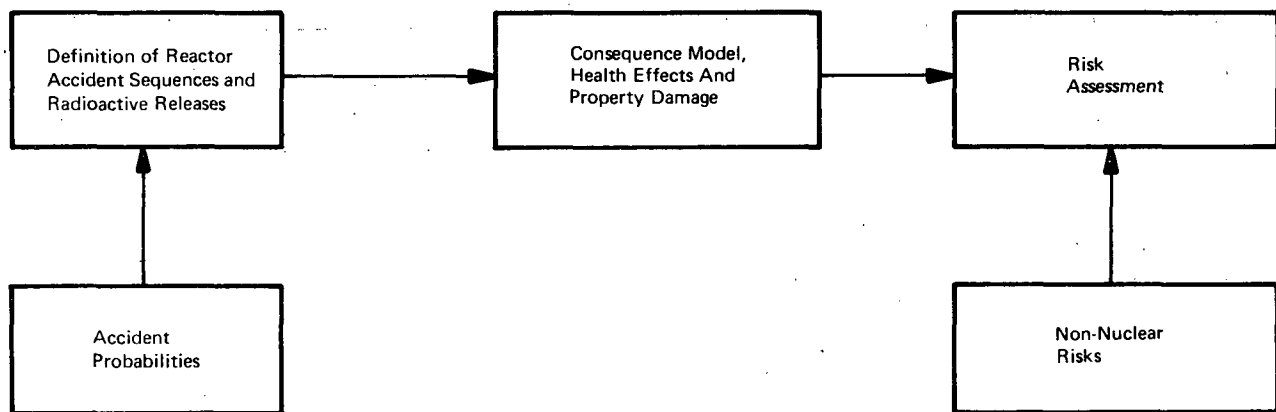 Definition of Reactor
Accident Sequences and
Radioactive Releases
Consequence Model,
Health Effects And
Property Damage
Risk
Assessment
Accident
Probabilities
Non-Nuclear
Risks